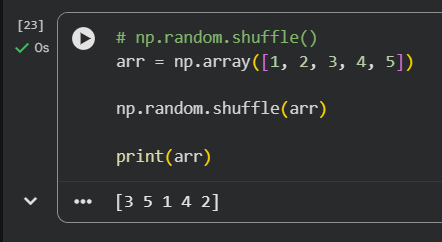 [23]
0s
# np.random.shuffle()
arr = np.array([1, 2, 3, 4, 5])
np.random.shuffle(arr)
print(arr)
[3 5 1 4 2]